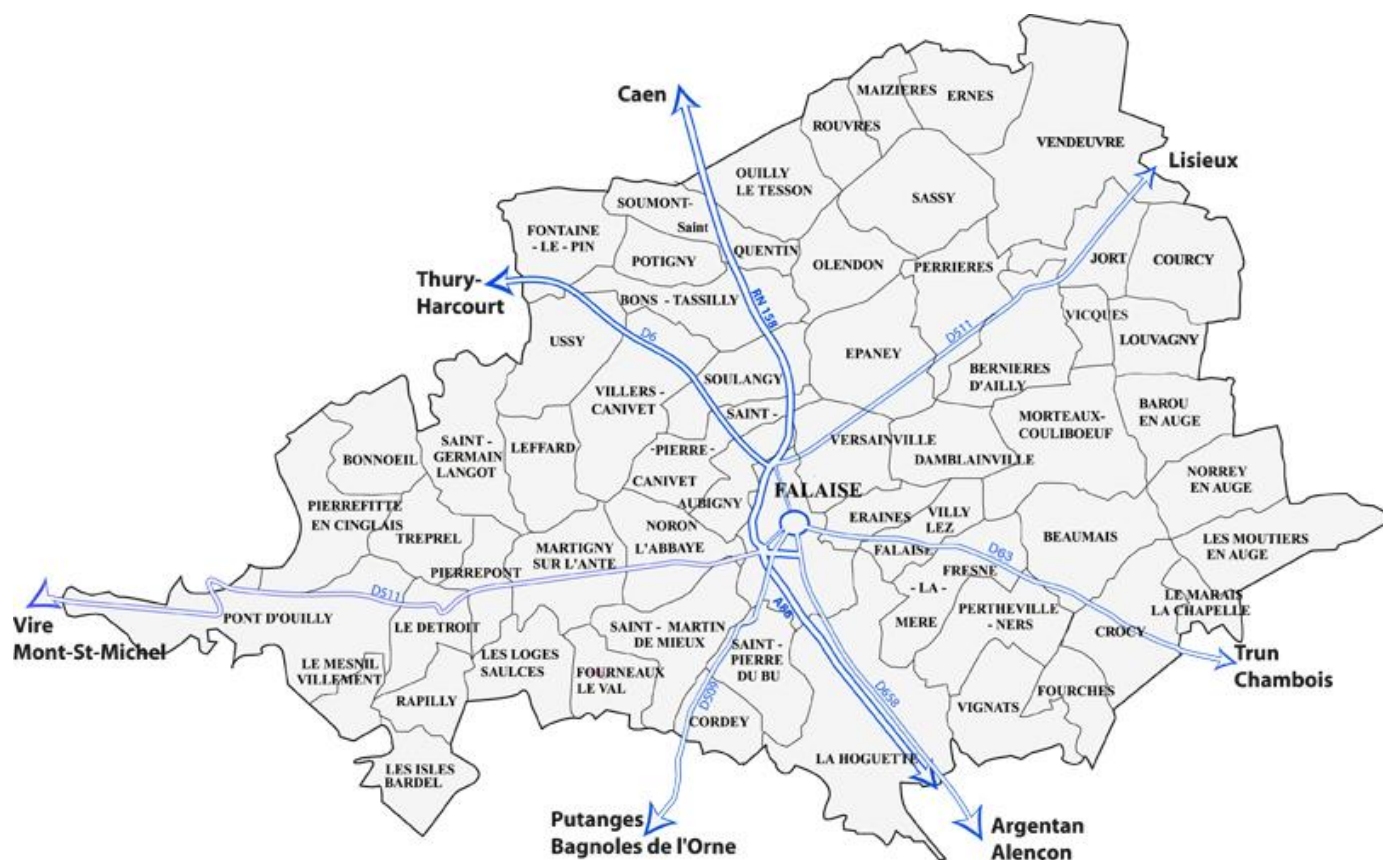 MAIZIERES
ERNES
Caen
ROUVRES
VENDEUVRE
Lisieux
OUILLY
LE TESSON
SASSY
SOUMONT-
Saint
QUENTIN
FONTAINE
- LE - PIN
POTIGNY
OLENDON
PERRIERES
JORT
COURCY
Thury-
Harcourt
BONS - TASSILLY
RN 158
D6
D511
VICQUES
USSY
EPANEY
LOUVAGNY
SOULANGY
BERNIERES
D'AILLY
VILLERS -
CANIVET
SAINT -
-PIERRE-
CANIVET
MORTEAUX-
COULIBOEUF
BAROU
EN AUGE
VERSAINVILLE
DAMBLAINVILLE
SAINT -
GERMAIN
LANGOT
LEFFARD
BONNOEIL
NORREY
EN AUGE
FALAISE
AUBIGNY
PIERREFITTE
EN CINGLAIS
TREPREL
NORON
L'ABBAYE
ERAINES
VILLY
LEZ
FALAISE
BEAUMAIS
LES MOUTIERS
EN AUGE
MARTIGNY
SUR L'ANTE
PIERREPONT
D63
FRESNE
- LA -
MERE
LE MARAIS
LA CHAPELLE
D511
PONT D'OUILLY
Vire
Mont-St-Michel
LE DETROIT
A88
PERTHEVILLE
- NERS
CROCY
SAINT - MARTIN
DE MIEUX
SAINT -
PIERRE
DU BU
Trun
Chambois
LES LOGES
SAULCES
LE MESNIL
VILLEMENT
FOURNEAUX
LE VAL
RAPILLY
D509
D658
FOURCHES
VIGNATS
CORDEY
LA HOGUETTE
LES ISLES
BARDEL
Putanges
Bagnoles de l'Orne
Argentan
Alençon